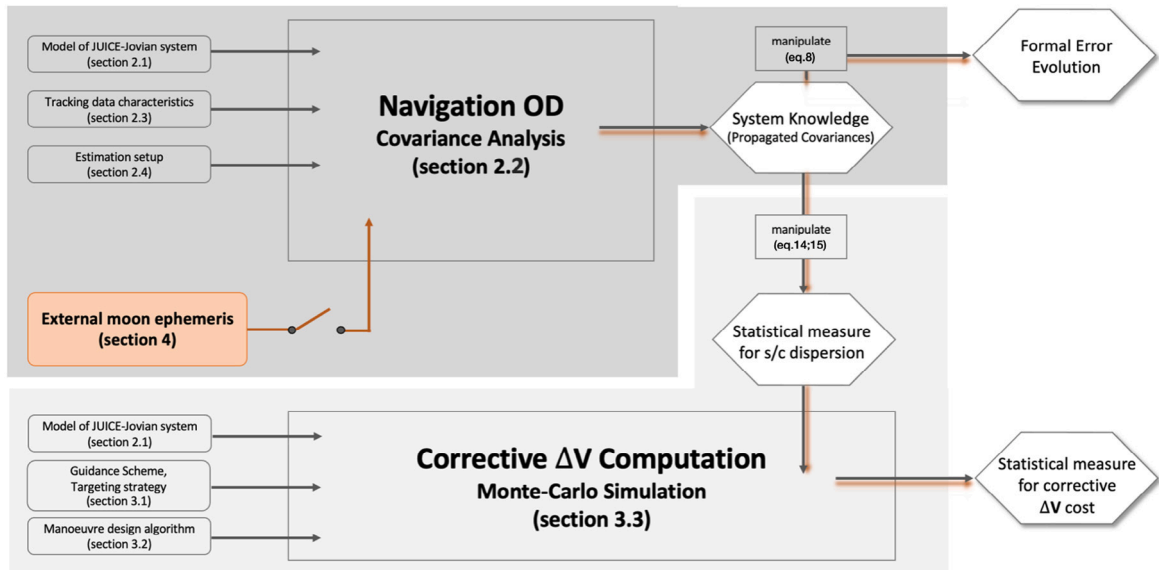 Model of JUICE-Jovian system
(section 2.1)
Tracking data characteristics
(section 2.3)
Estimation setup
(section 2.4)
Navigation OD
Covariance Analysis
(section 2.2)
External moon ephemeris
(section 4)
manipulate
(eq.8)
Formal Error
Evolution
System Knowledge
(Propagated Covariances)
manipulate
(eq.14;15)
Statistical measure
for s/c dispersion
Model of JUICE-Jovian system
(section 2.1)
Guidance Scheme,
Targeting strategy
(section 3.1)
Manoeuvre design algorithm
(section 3.2)
Corrective ΔV Computation
Monte-Carlo Simulation
(section 3.3)
Statistical measure
for corrective
ΔV cost